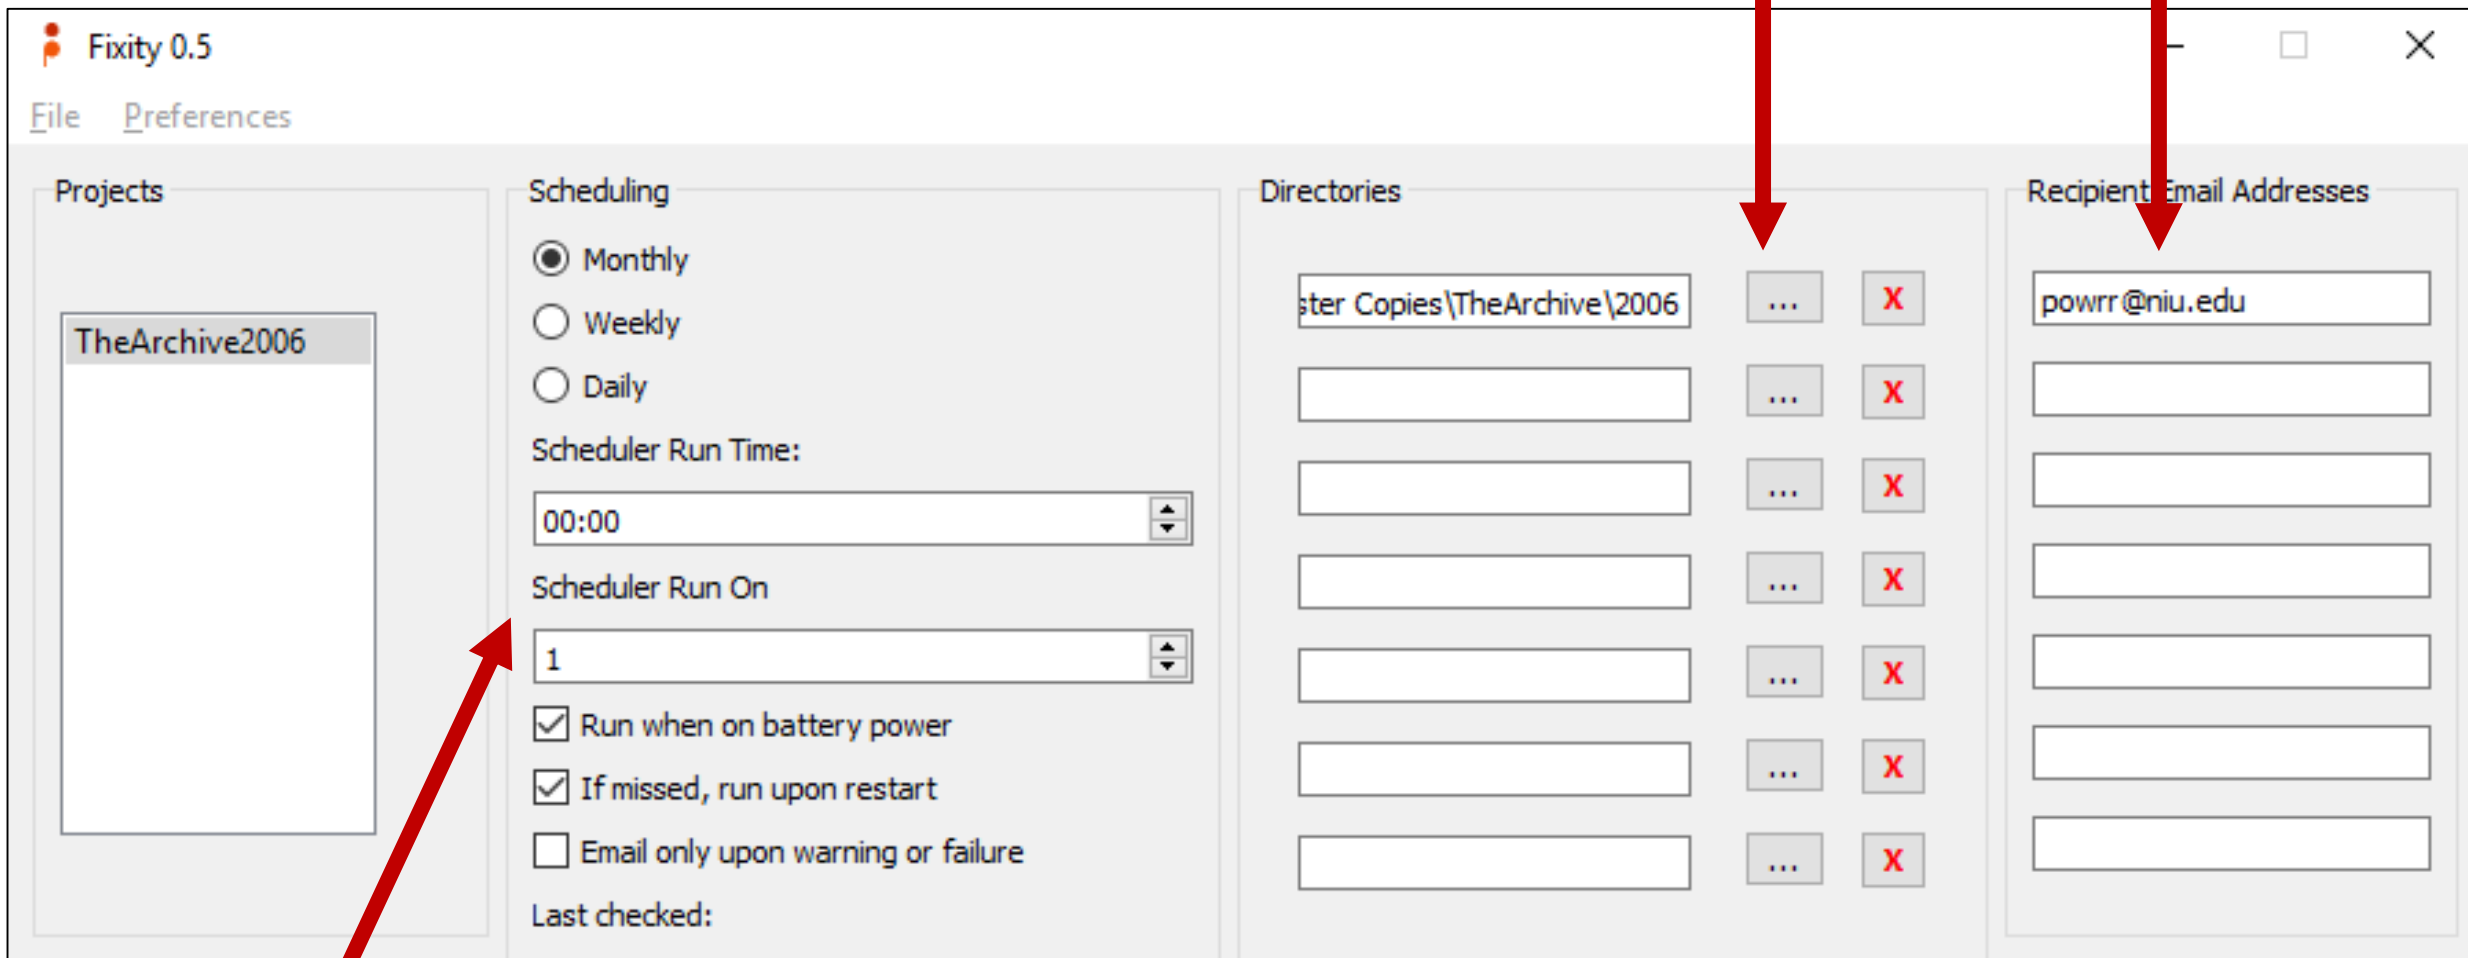 Fixity 0.5
File Preferences
Projects
TheArchive2006
Scheduling
Monthly
Weekly
Daily
Scheduler Run Time:
00:00
Scheduler Run On
1
Run when on battery power
If missed, run upon restart
Email only upon warning or failure
Last checked:
Directories
ster Copies\TheArchive\2006 ... X
... X
... X
... X
... X
... X
... X
Recipient Email Addresses
powrr@niu.edu